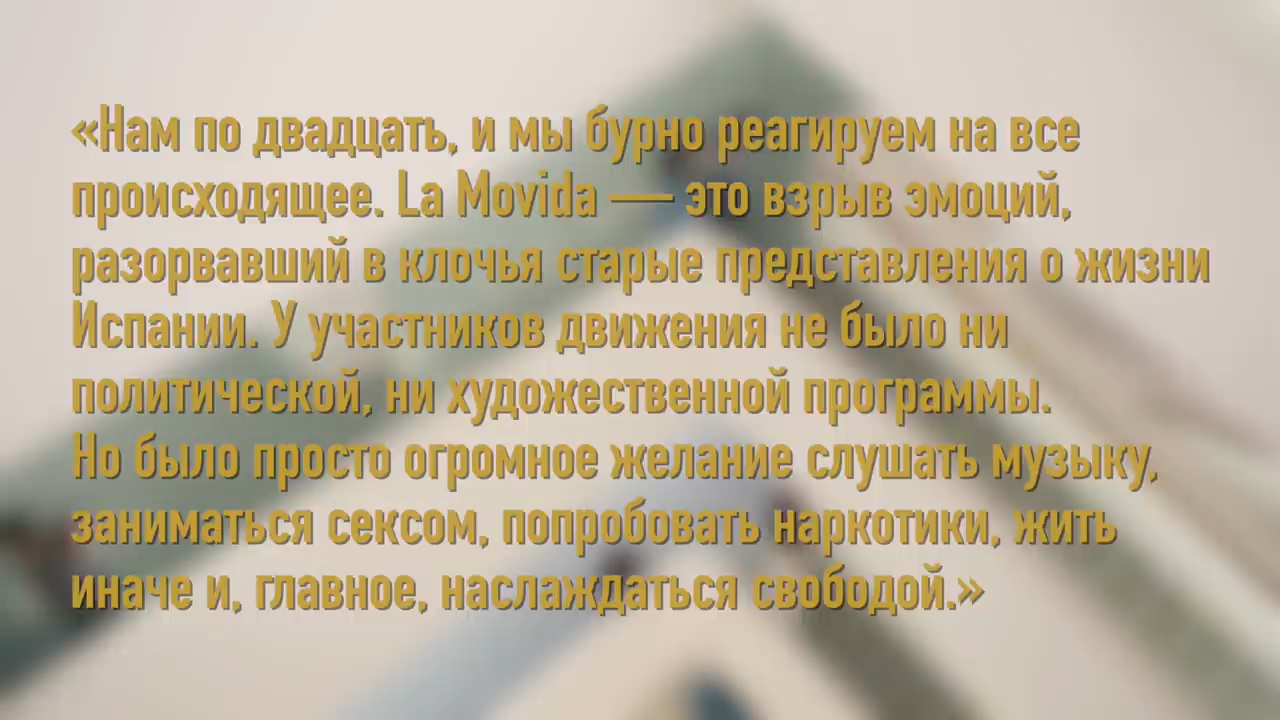 «Нам по двадцать, и мы бурно реагируем на все
происходящее. La Movida — это взрыв эмоций,
разорвавший в клочья старые представления о жизни
Испании. У участников движения не было ни
политической, ни художественной программы.
Но было просто огромное желание слушать музыку,
заниматься сексом, попробовать наркотики, жить
иначе и, главное, наслаждаться свободой.»